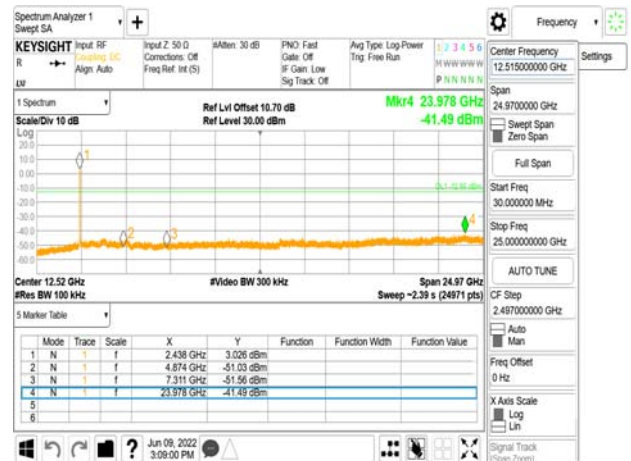 Spectrum Analyzer 1
Swept SA
Frequency
KEYSIGHT Input: RF
R
Coupling: DC
Align: Auto
LVI
Input Z: 50 Ω
Corrections: Off
Freq Ref: Int (S)
#Atten: 30 dB
PNO: Fast
Gate: Off
IF Gain: Low
Sig Track: Off
Avg Type: Log-Power
Trig: Free Run
1 2 3 4 5 6
M W W W W W
P N N N N N
1 Spectrum
Scale/Div 10 dB
Ref Lvl Offset 10.70 dB
Ref Level 30.00 dBm
Mkr4 23.978 GHz
-41.49 dBm
Log
20.0
10.0
0.00
-10.0
-20.0
-30.0
-40.0
-50.0
-60.0
1
2
3
4
Center 12.52 GHz
#Res BW 100 kHz
#Video BW 300 kHz
Span 24.97 GHz
Sweep ~2.39 s (24971 pts)
5 Marker Table
Mode Trace Scale X Y Function Function Width Function Value
1 N 1 f 2.438 GHz 3.026 dBm
2 N 1 f 4.874 GHz -51.03 dBm
3 N 1 f 7.311 GHz -51.56 dBm
4 N 1 f 23.978 GHz -41.49 dBm
5
6
Jun 09, 2022
3:09:00 PM
Center Frequency
12.515000000 GHz
Settings
Span
24.9700000 GHz
Swept Span
Zero Span
Full Span
Start Freq
30.000000 MHz
Stop Freq
25.000000000 GHz
AUTO TUNE
CF Step
2.497000000 GHz
Auto
Man
Freq Offset
0 Hz
X Axis Scale
Log
Lin
Signal Track
(Span Zoom)